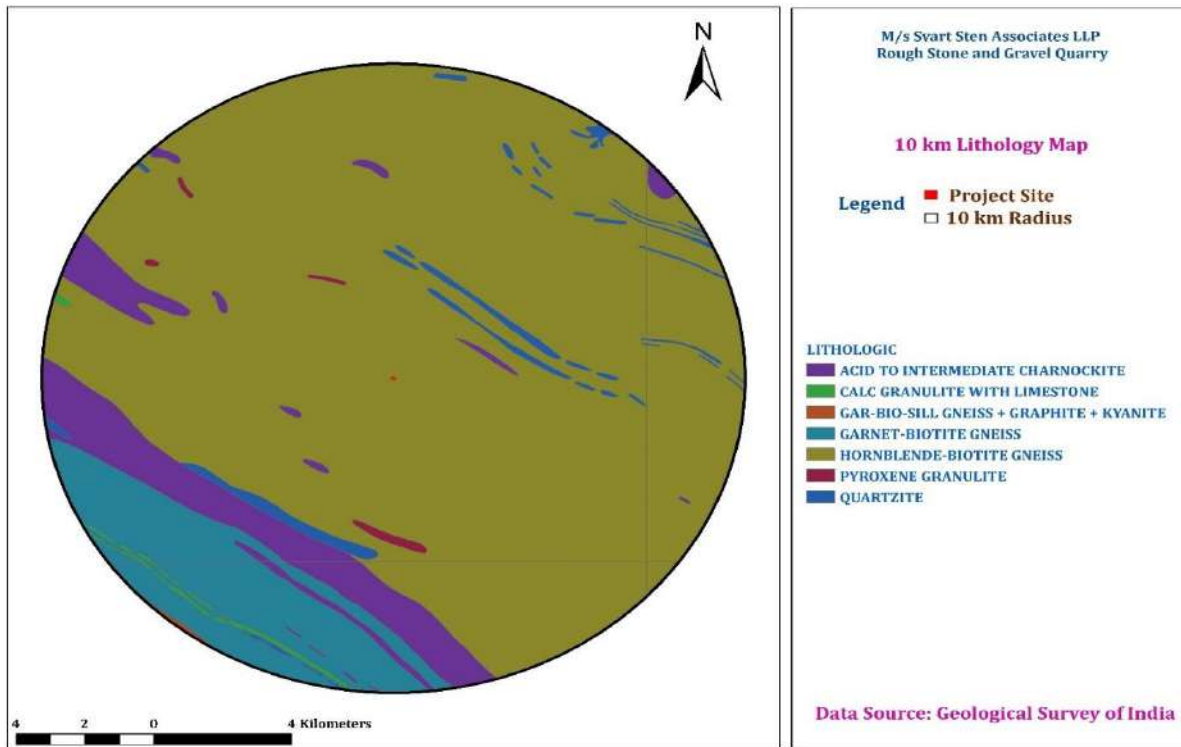 N
4 2 0 4 Kilometers
M/s Svart Sten Associates LLP
Rough Stone and Gravel Quarry
10 km Lithology Map
Legend
Project Site
10 km Radius
LITHOLOGIC
ACID TO INTERMEDIATE CHARNOCKITE
CALC GRANULITE WITH LIMESTONE
GAR-BIO-SILL GNEISS + GRAPHITE + KYANITE
GARNET-BIOTITE GNEISS
HORNBLENDE-BIOTITE GNEISS
PYROXENE GRANULITE
QUARTZITE
Data Source: Geological Survey of India